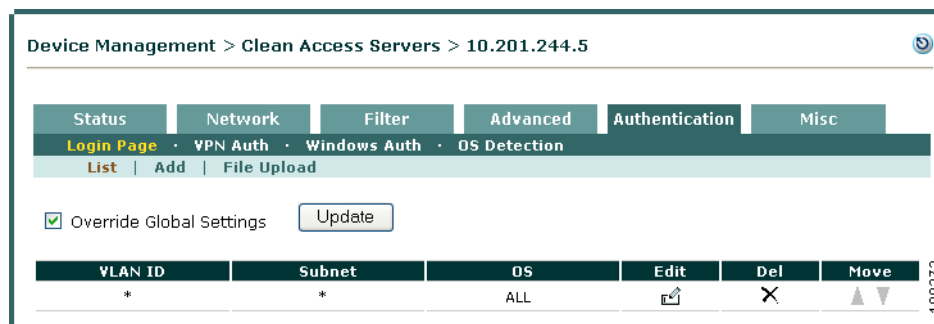 Device Management > Clean Access Servers > 10.201.244.5
Status Network Filter Advanced Authentication Misc
Login Page · VPN Auth · Windows Auth · OS Detection
List | Add | File Upload
Override Global Settings Update
VLAN ID Subnet OS Edit Del Move
* * ALL